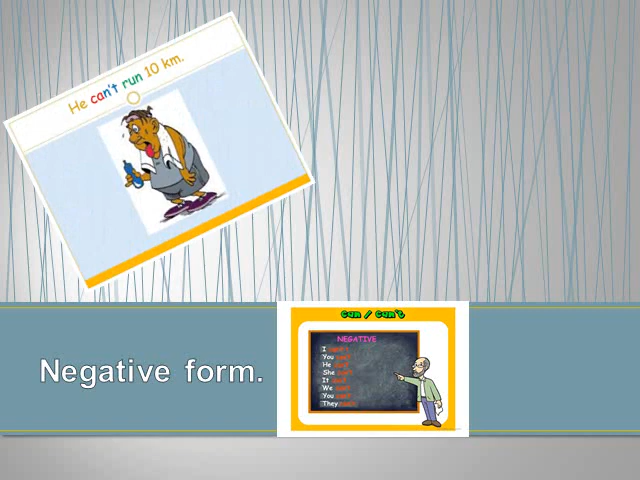 He can't run 10 km.
can / can't
NEGATIVE
I can't
You can't
He can't
She can't
It can't
We can't
You can't
They can't
Negative form.